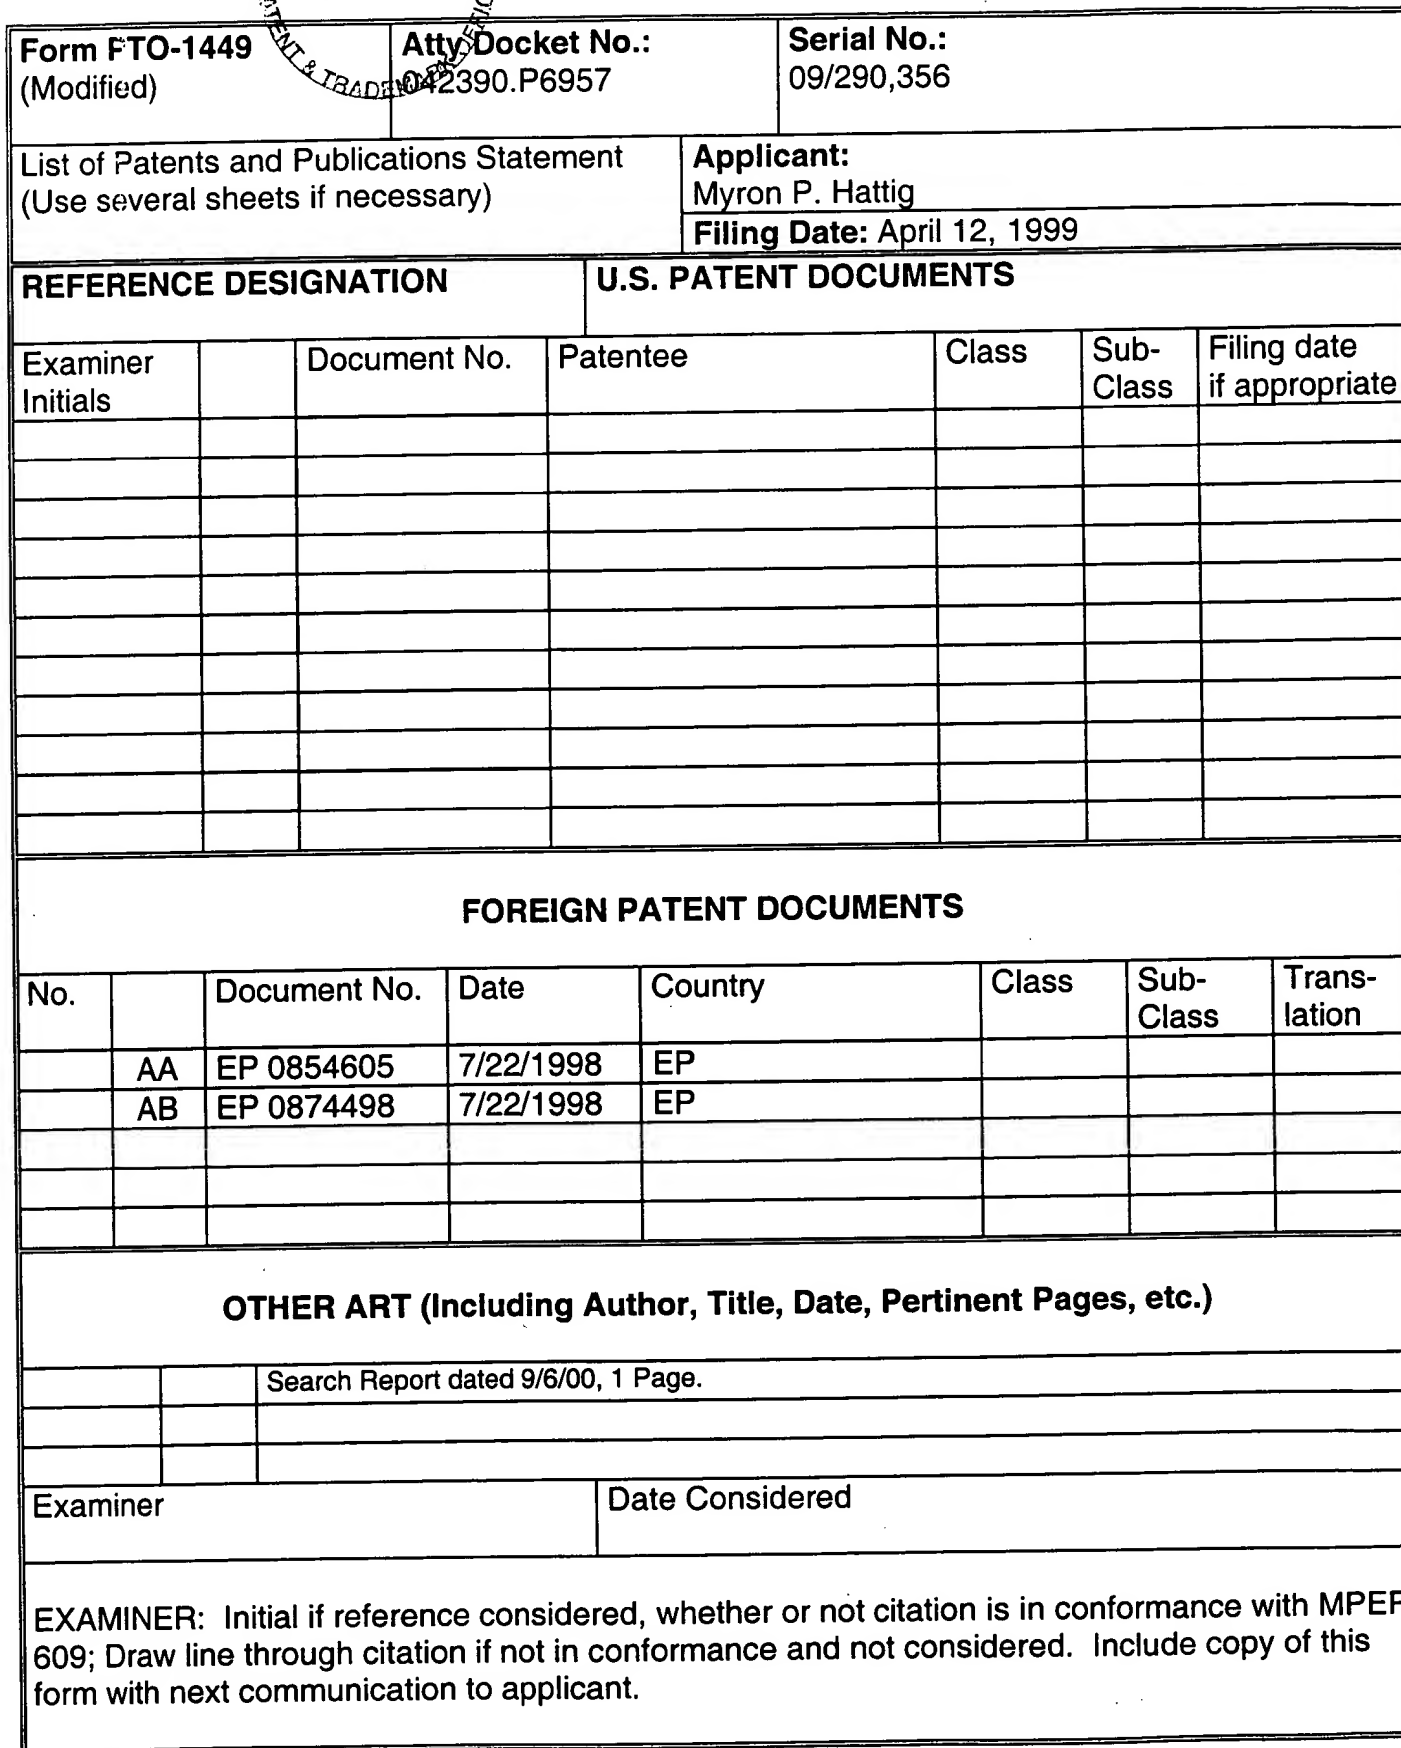 Form PTO-1449
(Modified)
Atty Docket No.:
042390.P6957
Serial No.:
09/290,356
ENT & TRADEMARK
List of Patents and Publications Statement
(Use several sheets if necessary)
Applicant:
Myron P. Hattig
Filing Date: April 12, 1999
REFERENCE DESIGNATION
U.S. PATENT DOCUMENTS
Examiner
Initials
Document No.
Patentee
Class
Sub-
Class
Filing date
if appropriate
FOREIGN PATENT DOCUMENTS
No.
Document No.
Date
Country
Class
Sub-
Class
Trans-
lation
AA EP 0854605 7/22/1998 EP
AB EP 0874498 7/22/1998 EP
OTHER ART (Including Author, Title, Date, Pertinent Pages, etc.)
Search Report dated 9/6/00, 1 Page.
Examiner
Date Considered
EXAMINER: Initial if reference considered, whether or not citation is in conformance with MPEP
609; Draw line through citation if not in conformance and not considered. Include copy of this
form with next communication to applicant.